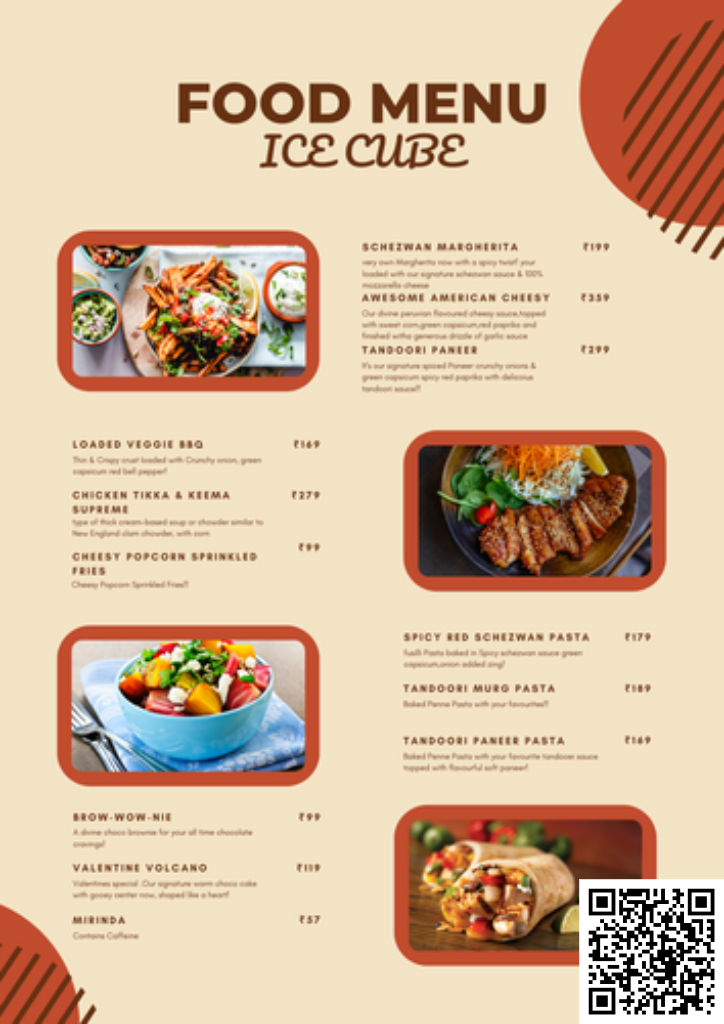 FOOD MENU
ICE CUBE
SCHEZWAN MARGHERITA ₹199
very own Margherita now with a spicy twist! your
loaded with our signature schezwan sauce & 100%
mozzarella cheese
AWESOME AMERICAN CHEESY ₹359
Our divine peruvian flavoured cheesy sauce,topped
with sweet corn,green capsicum,red paprika and
finished witha generous drizzle of garlic sauce
TANDOORI PANEER ₹299
It's our signature spiced Paneer crunchy onions &
green capsicum spicy red paprika with delicious
tandoori sauce!!
LOADED VEGGIE BBQ ₹169
Thin & Crispy crust loaded with Crunchy onion, green
capsicum red bell pepper!
CHICKEN TIKKA & KEEMA ₹279
SUPREME
type of thick cream-based soup or chowder similar to
New England clam chowder, with corn
CHEESY POPCORN SPRINKLED ₹99
FRIES
Cheesy Popcorn Sprinkled Fries!!
SPICY RED SCHEZWAN PASTA ₹179
fusilli Pasta baked in Spicy schezwan sauce green
capsicum,onion added zing!
TANDOORI MURG PASTA ₹189
Baked Penne Pasta with your favourites!!
TANDOORI PANEER PASTA ₹169
Baked Penne Pasta with your favourite tandoori sauce
topped with flavourful soft paneer!
BROW-WOW-NIE ₹99
A divine choco brownie for your all time chocolate
cravings!
VALENTINE VOLCANO ₹119
Valentines special .Our signature warm choco cake
with gooey center now, shaped like a heart!
MIRINDA ₹57
Contains Caffeine